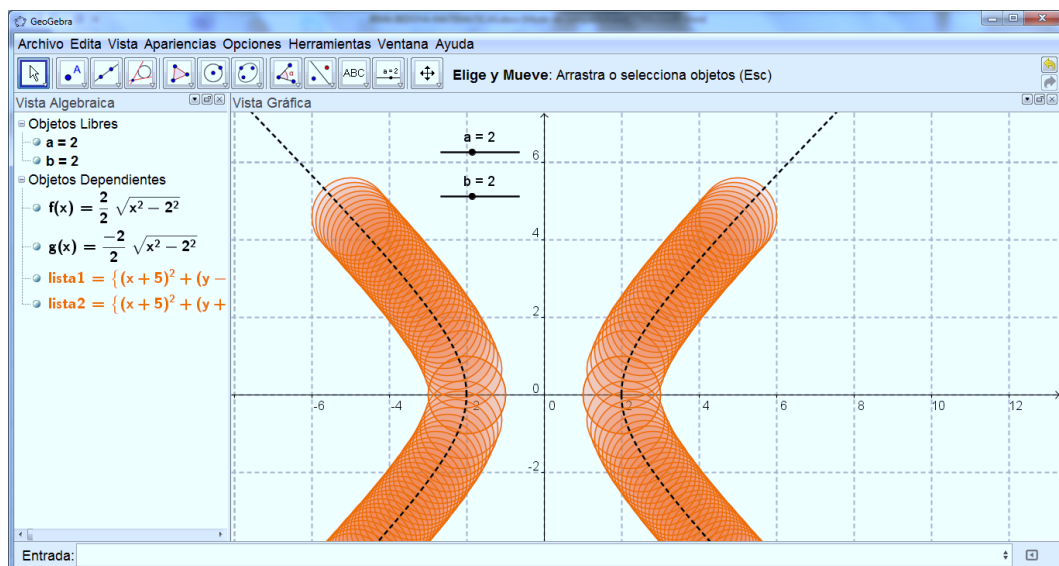 GeoGebra
Archivo Edita Vista Apariencias Opciones Herramientas Ventana Ayuda
A
α
ABC
a=2
Elige y Mueve: Arrastra o selecciona objetos (Esc)
Vista Algebraica
Vista Gráfica
Objetos Libres
a = 2
b = 2
Objetos Dependientes
f(x) = 2/2 √(x² − 2²)
g(x) = −2/2 √(x² − 2²)
lista1 = {(x + 5)² + (y −
lista2 = {(x + 5)² + (y +
a = 2
b = 2
6
4
2
0
-2
-6 -4 -2 0 2 4 6 8 10 12
Entrada: